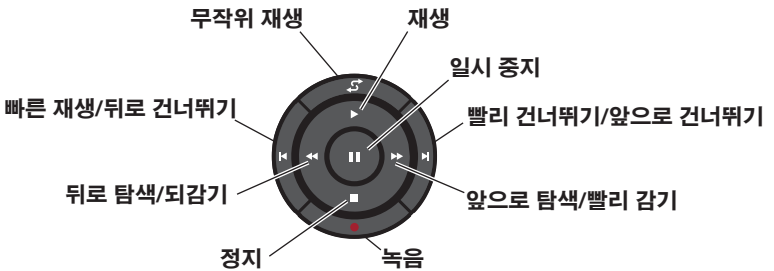 무작위 재생
재생
일시 중지
빠른 재생/뒤로 건너뛰기
빨리 건너뛰기/앞으로 건너뛰기
뒤로 탐색/되감기
앞으로 탐색/빨리 감기
정지
녹음